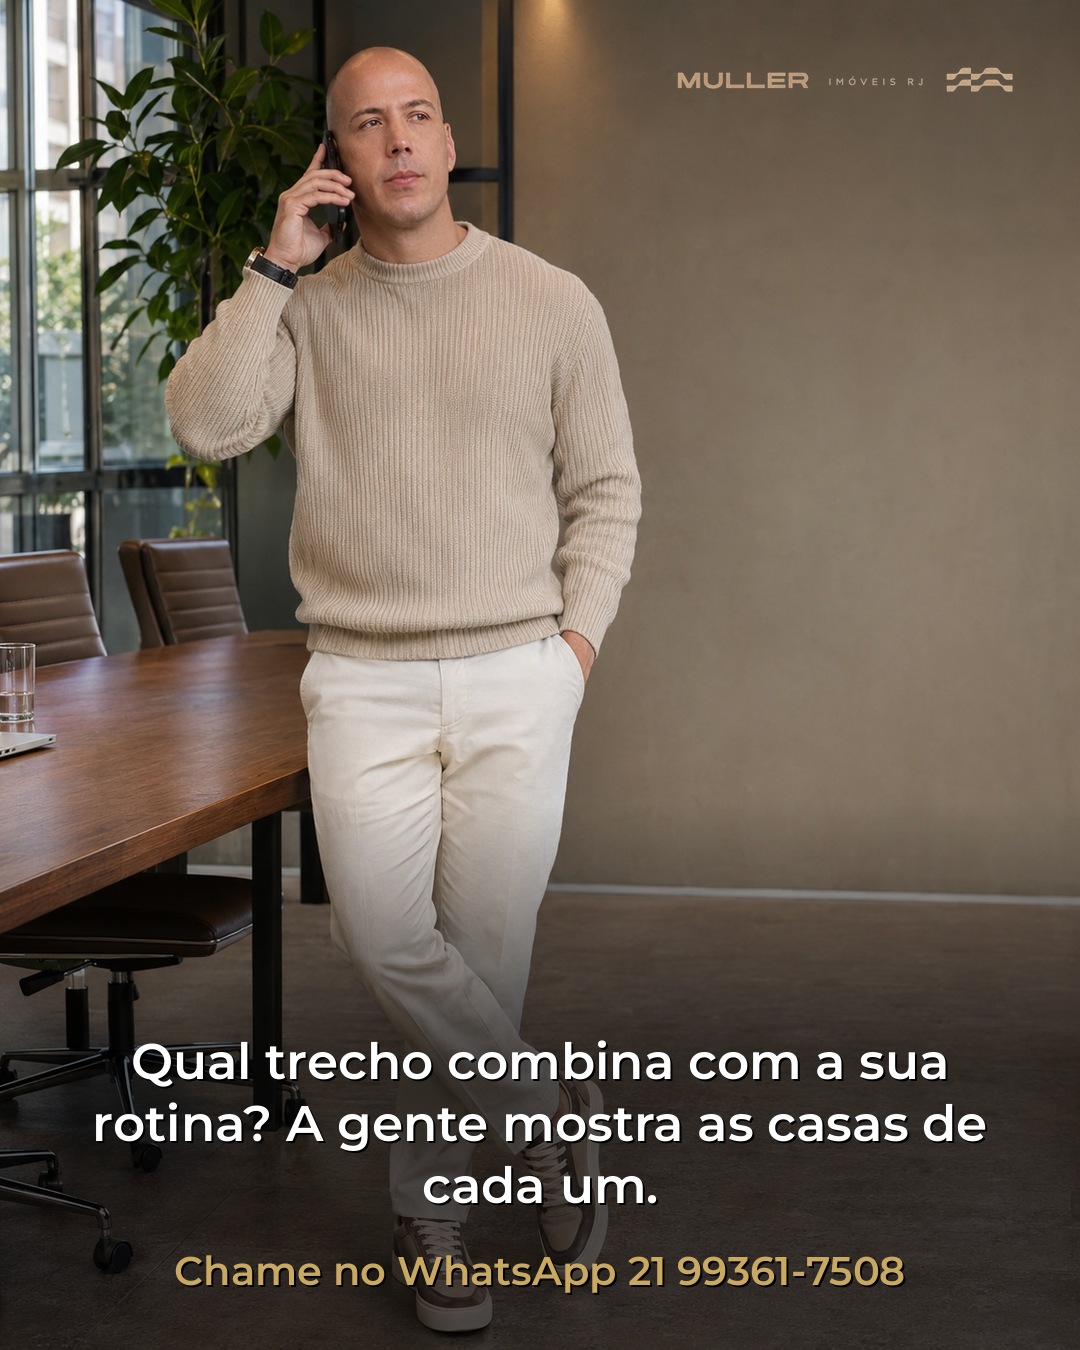 MULLER IMÓVEIS RJ
Qual trecho combina com a sua
rotina? A gente mostra as casas de
cada um.
Chame no WhatsApp 21 99361-7508